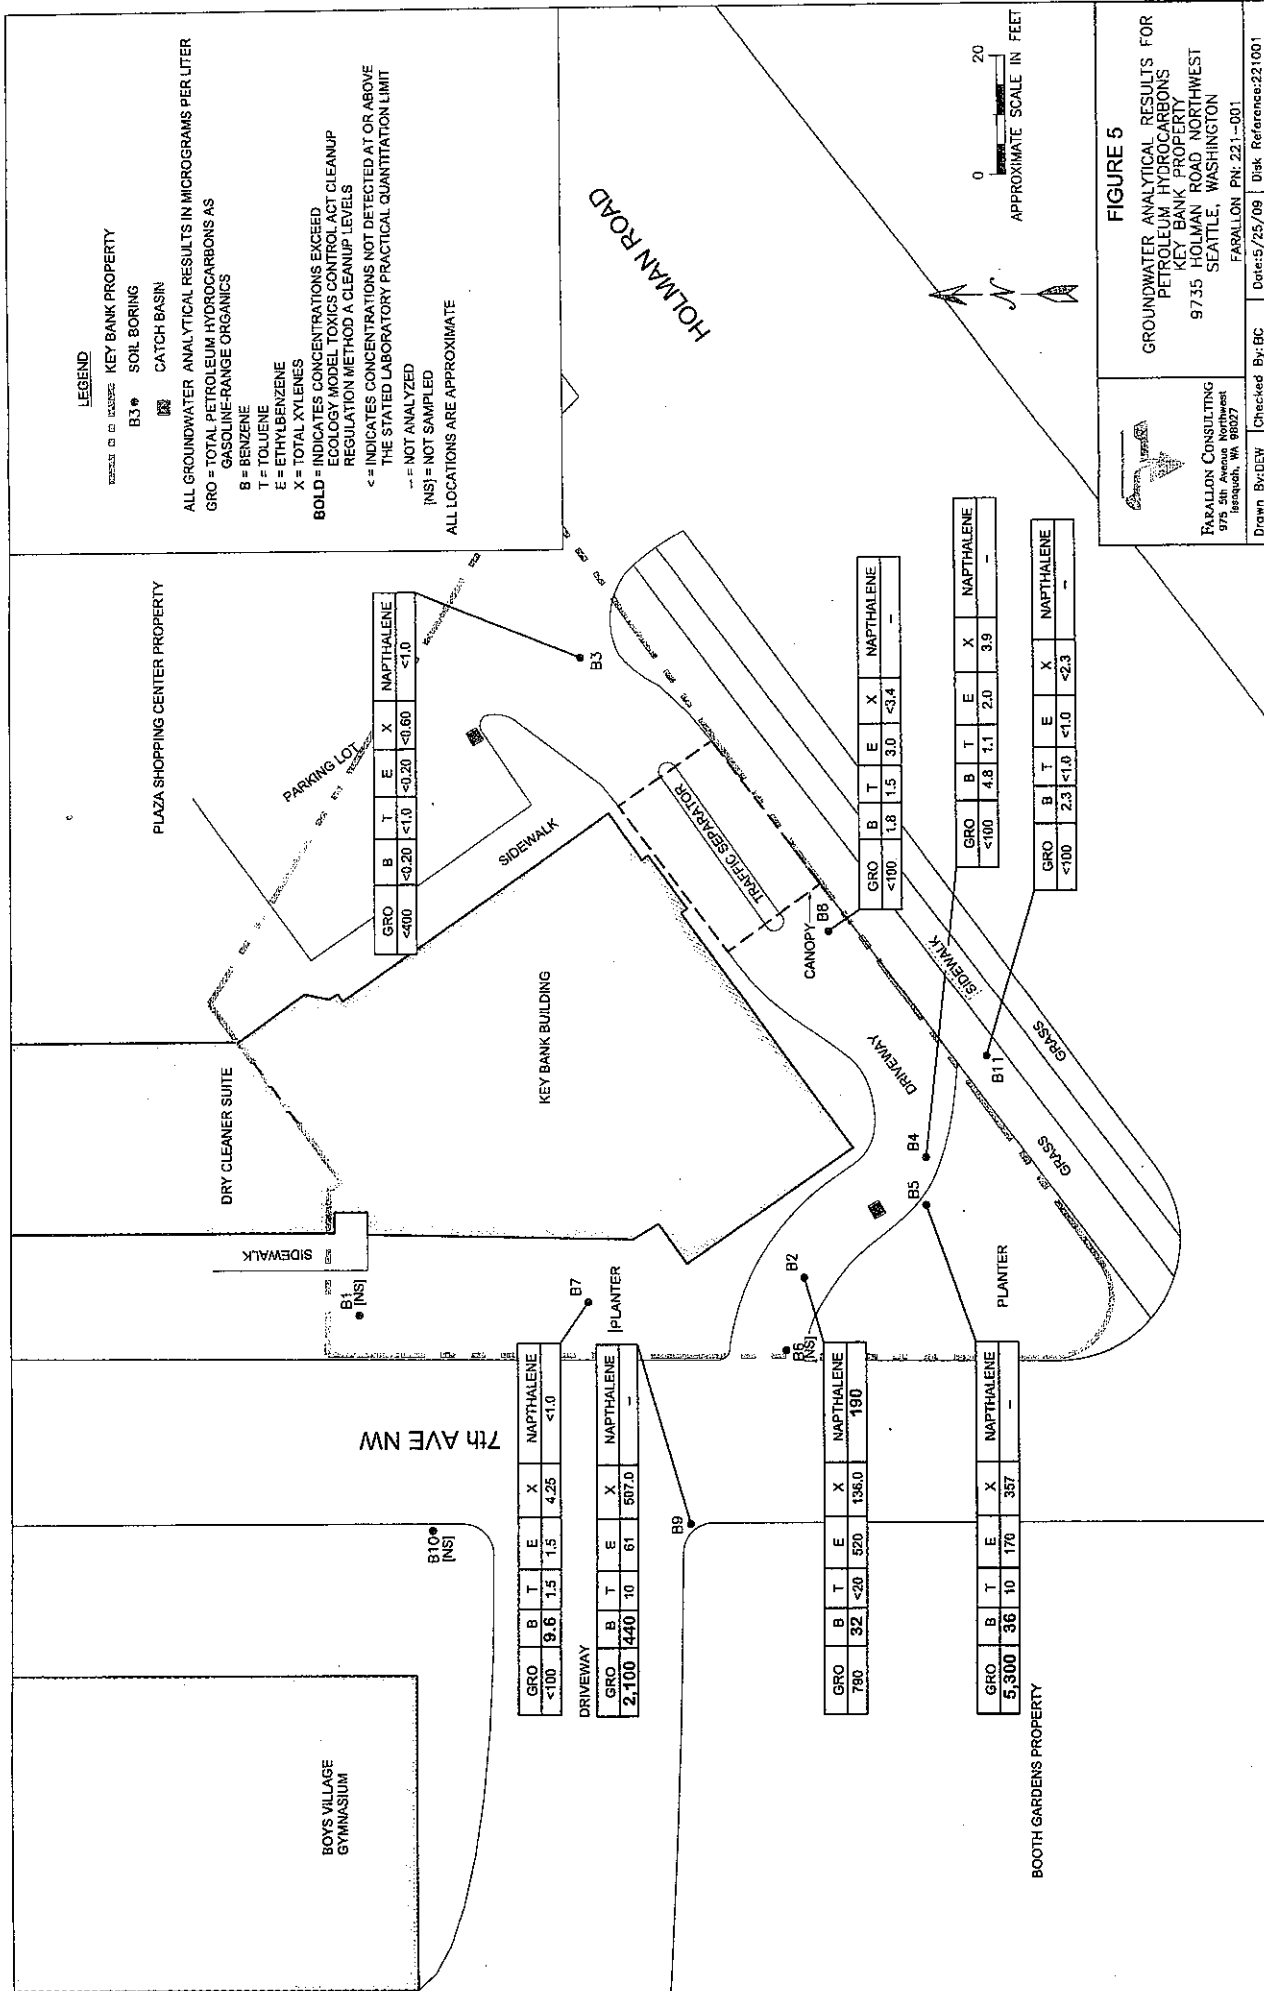 LEGEND
KEY BANK PROPERTY
B3 SOIL BORING
CATCH BASIN
ALL GROUNDWATER ANALYTICAL RESULTS IN MICROGRAMS PER LITER
GRO = TOTAL PETROLEUM HYDROCARBONS AS
GASOLINE-RANGE ORGANICS
B = BENZENE
T = TOLUENE
E = ETHYLBENZENE
X = TOTAL XYLENES
BOLD = INDICATES CONCENTRATIONS EXCEED
ECOLOGY MODEL TOXICS CONTROL ACT CLEANUP
REGULATION METHOD A CLEANUP LEVELS
< = INDICATES CONCENTRATIONS NOT DETECTED AT OR ABOVE
THE STATED LABORATORY PRACTICAL QUANTITATION LIMIT
-- = NOT ANALYZED
[NS] = NOT SAMPLED
ALL LOCATIONS ARE APPROXIMATE
PLAZA SHOPPING CENTER PROPERTY
PARKING LOT
SIDEWALK
GRO B T E X NAPTHALENE
<400 <0.20 <1.0 <0.20 <0.60 <1.0
B3
HOLMAN ROAD
DRY CLEANER SUITE
SIDEWALK
KEY BANK BUILDING
TRAFFIC SEPARATOR
CANOPY
B8
GRO B T E X NAPTHALENE
<100 1.8 1.5 3.0 <3.4 --
GRO B T E X NAPTHALENE
<100 4.8 1.1 2.0 3.9 --
GRO B T E X NAPTHALENE
<100 2.3 <1.0 <1.0 <2.3 --
DRIVEWAY
SIDEWALK
GRASS
GRASS
B11
B4
B5
B2
B1
[NS]
B7
PLANTER
B6
[NS]
PLANTER
7th AVE NW
B10
[NS]
B9
GRO B T E X NAPTHALENE
<100 9.6 1.5 1.5 4.25 <1.0
DRIVEWAY
GRO B T E X NAPTHALENE
2,100 440 10 61 507.0 --
GRO B T E X NAPTHALENE
790 32 <20 520 136.0 190
GRO B T E X NAPTHALENE
5,300 36 10 170 357 --
BOYS VILLAGE
GYMNASIUM
BOOTH GARDENS PROPERTY
N
0 20
APPROXIMATE SCALE IN FEET
FARALLON CONSULTING
975 5th Avenue Northwest
Issaquah, WA 98027
FIGURE 5
GROUNDWATER ANALYTICAL RESULTS FOR
PETROLEUM HYDROCARBONS
KEY BANK PROPERTY
9735 HOLMAN ROAD NORTHWEST
SEATTLE, WASHINGTON
FARALLON PN: 221-001
Drawn By:DEW Checked By:BC Date:5/25/09 Disk Reference:221001